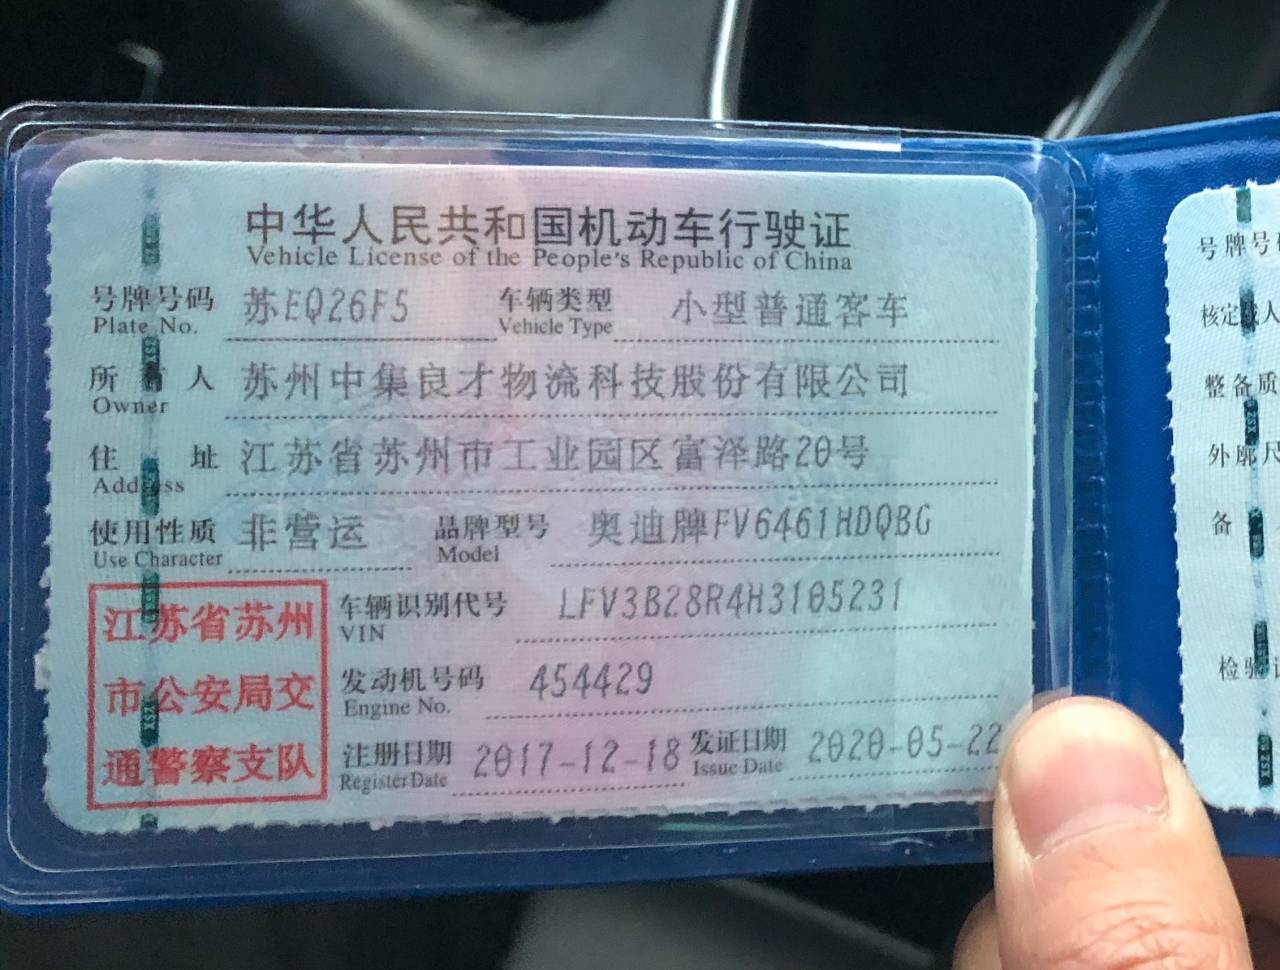 中华人民共和国机动车行驶证
Vehicle License of the People's Republic of China
号牌号码 苏EQ26F5 车辆类型 小型普通客车
Plate No. Vehicle Type
所有人 苏州中集良才物流科技股份有限公司
Owner
住址 江苏省苏州市工业园区富泽路20号
Address
使用性质 非营运 品牌型号 奥迪牌FV6461HDQBG
Use Character Model
江苏省苏州
市公安局交
通警察支队
车辆识别代号 LFV3B28R4H3105231
VIN
发动机号码 454429
Engine No.
注册日期 2017-12-18 发证日期 2020-05-22
Register Date Issue Date
号牌号
核定载人
整备质
外廓尺
备
检验